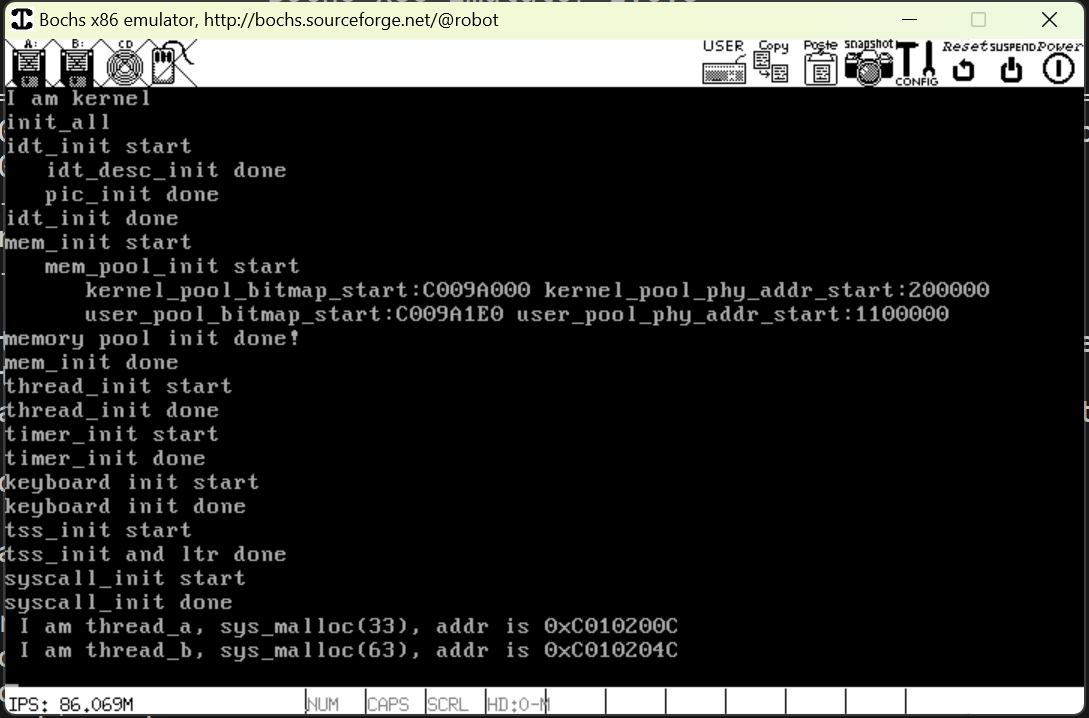 Bochs x86 emulator, http://bochs.sourceforge.net/@robot
A: B: CD USER Copy Paste snapshot CONFIG Reset SUSPEND Power
I am kernel
init_all
idt_init start
idt_desc_init done
pic_init done
idt_init done
mem_init start
mem_pool_init start
kernel_pool_bitmap_start:C009A000 kernel_pool_phy_addr_start:200000
user_pool_bitmap_start:C009A1E0 user_pool_phy_addr_start:1100000
memory pool init done!
mem_init done
thread_init start
thread_init done
timer_init start
timer_init done
keyboard init start
keyboard init done
tss_init start
tss_init and ltr done
syscall_init start
syscall_init done
I am thread_a, sys_malloc(33), addr is 0xC010200C
I am thread_b, sys_malloc(63), addr is 0xC010204C
IPS: 86.069M NUM CAPS SCRL HD:0-M